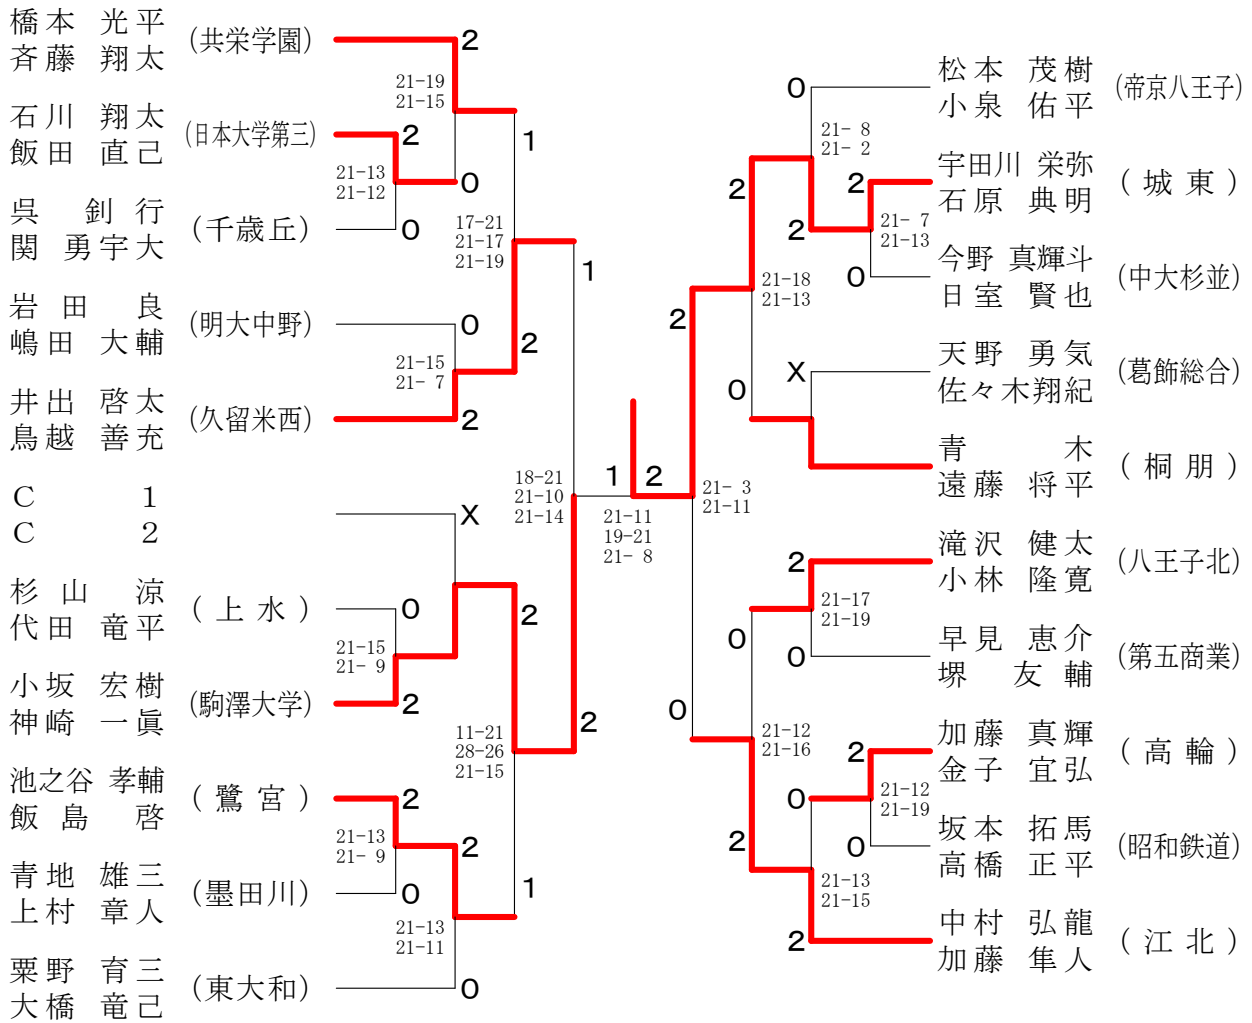 橋本 光平
斉藤 翔太
(共栄学園)
2
21-19
21-15
石川 翔太
飯田 直己
(日本大学第三)
2
1
21-13
21-12
0
呉 釗行
関 勇宇大
(千歳丘)
0
17-21
21-17
21-19
1
岩田 良
嶋田 大輔
(明大中野)
0
2
21-15
21- 7
井出 啓太
鳥越 善充
(久留米西)
2
C 1
C 2
X
18-21
21-10
21-14
杉山 涼
代田 竜平
(上水)
0
2
21-15
21- 9
小坂 宏樹
神崎 一眞
(駒澤大学)
2
2
11-21
28-26
21-15
池之谷 孝輔
飯島 啓
(鷺宮)
2
21-13
21- 9
2
青地 雄三
上村 章人
(墨田川)
0
1
21-13
21-11
粟野 育三
大橋 竜己
(東大和)
0
1
2
21-11
19-21
21- 8
松本 茂樹
小泉 佑平
(帝京八王子)
0
21- 8
21- 2
宇田川 栄弥
石原 典明
(城東)
2
2
2
21- 7
21-13
今野 真輝斗
日室 賢也
(中大杉並)
0
21-18
21-13
2
天野 勇気
佐々木翔紀
(葛飾総合)
X
0
青木
遠藤 将平
(桐朋)
21- 3
21-11
滝沢 健太
小林 隆寛
(八王子北)
2
21-17
21-19
0
早見 恵介
堺 友輔
(第五商業)
0
0
21-12
21-16
加藤 真輝
金子 宜弘
(高輪)
2
0
21-12
21-19
坂本 拓馬
高橋 正平
(昭和鉄道)
0
2
21-13
21-15
中村 弘龍
加藤 隼人
(江北)
2